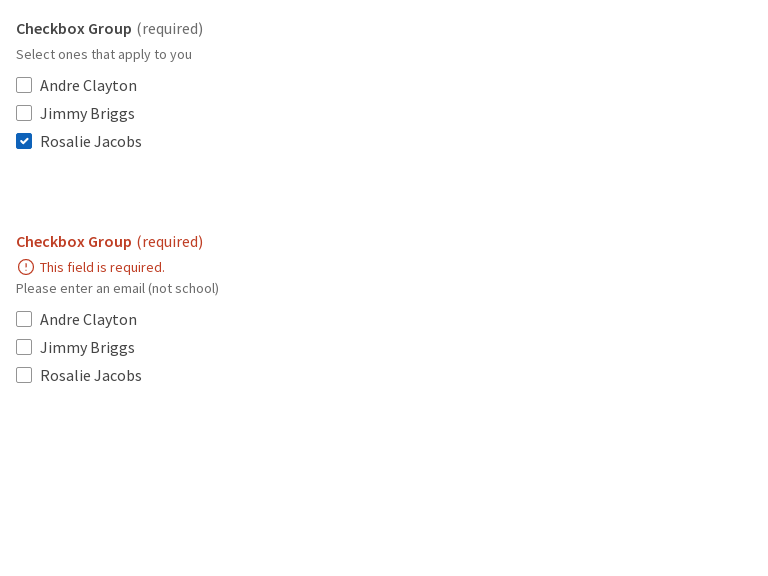 Checkbox Group (required)
Select ones that apply to you
Andre Clayton
Jimmy Briggs
Rosalie Jacobs
Checkbox Group (required)
This field is required.
Please enter an email (not school)
Andre Clayton
Jimmy Briggs
Rosalie Jacobs